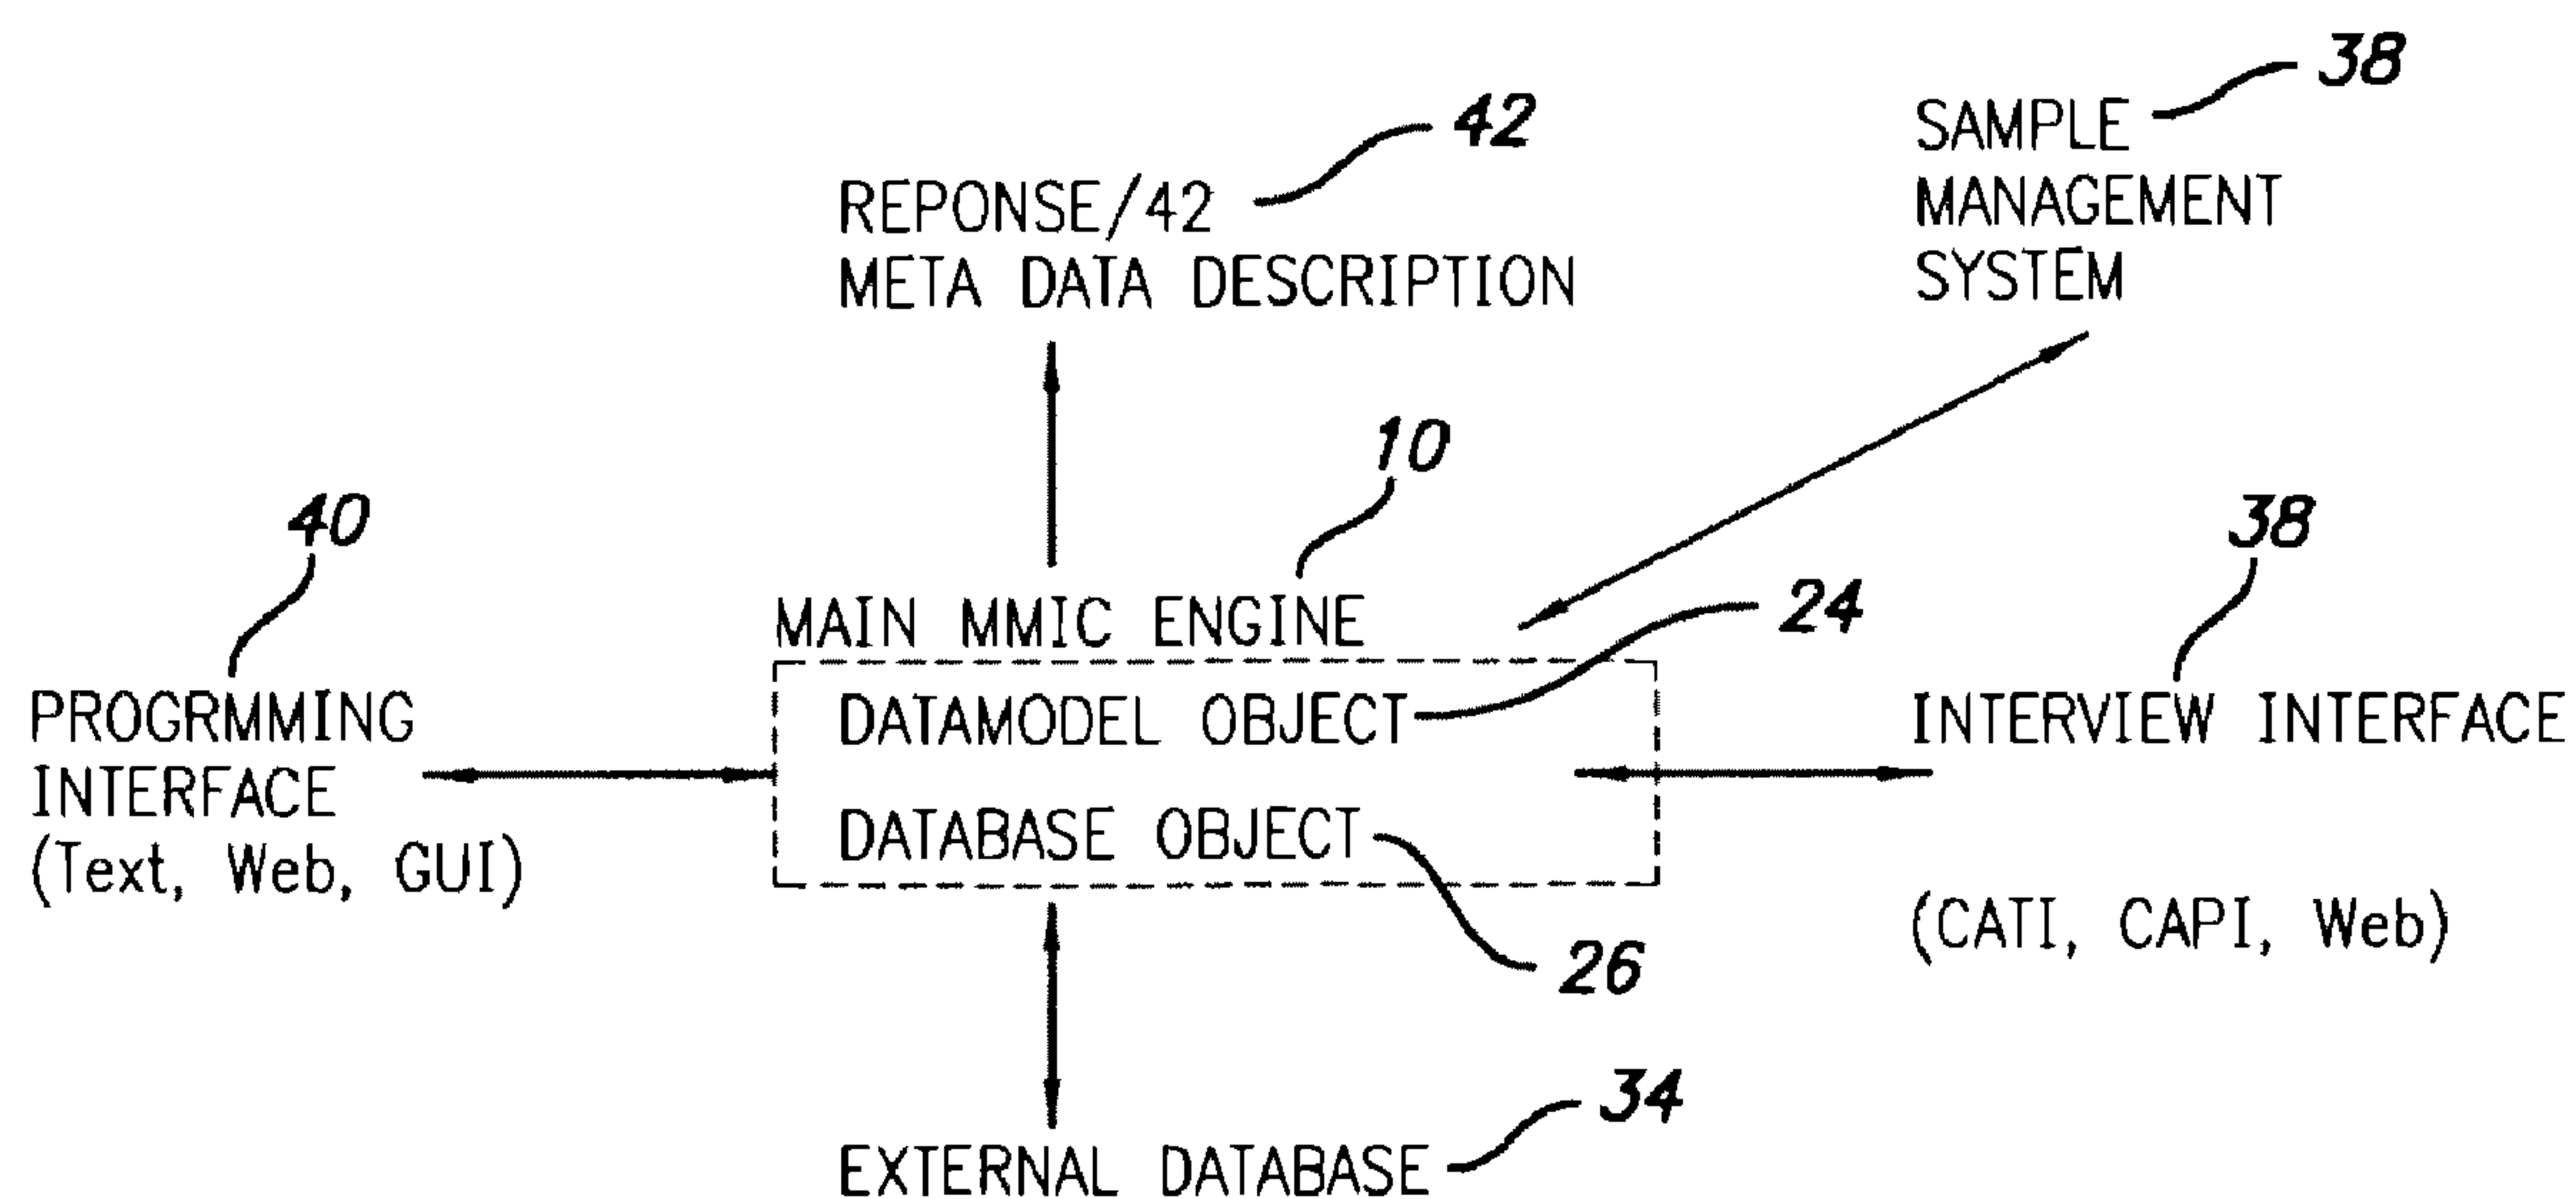 38
SAMPLE
MANAGEMENT
SYSTEM
42
REPONSE/42
META DATA DESCRIPTION
10
MAIN MMIC ENGINE
24
DATAMODEL OBJECT
DATABASE OBJECT
26
40
PROGRMMING
INTERFACE
(Text, Web, GUI)
38
INTERVIEW INTERFACE
(CATI, CAPI, Web)
34
EXTERNAL DATABASE